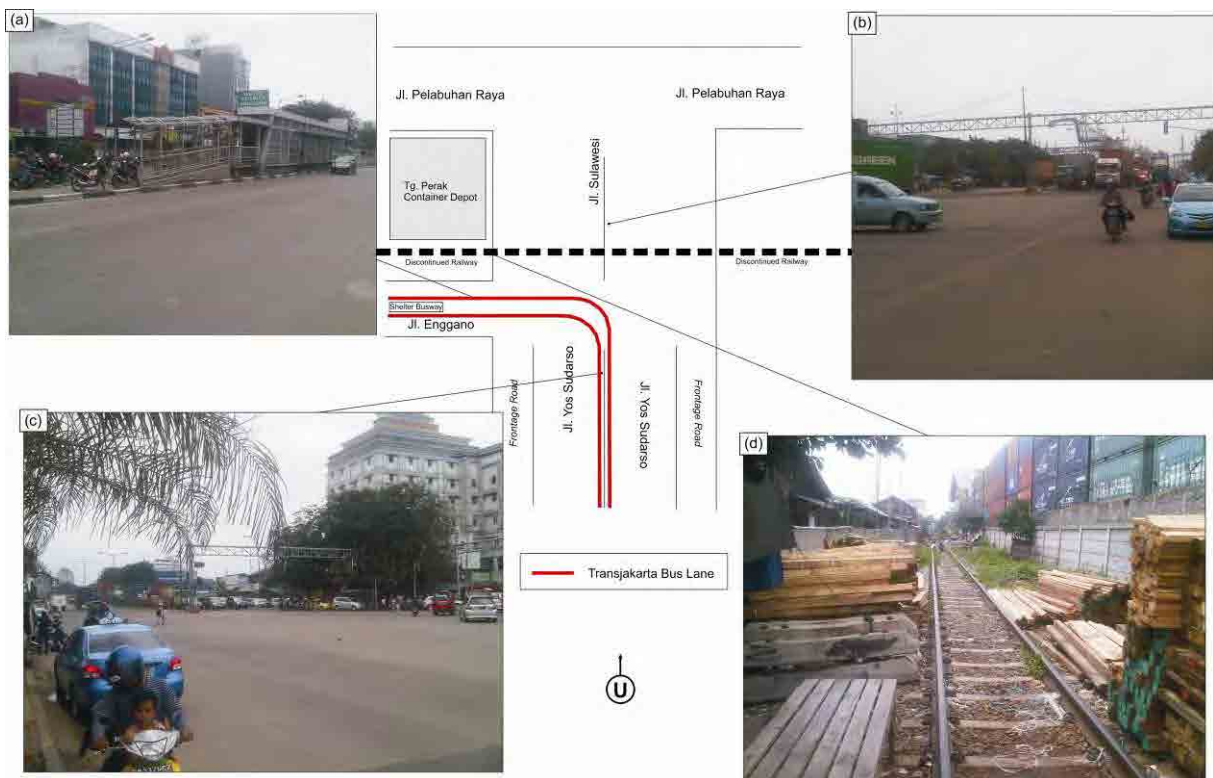 (a)
(b)
Jl. Pelabuhan Raya
Jl. Pelabuhan Raya
Jl. Sulawesi
Tg. Perak
Container Depot
GREEN
Discontinued Railway
Discontinued Railway
Shelter Busway
Jl. Enggano
Frontage Road
Jl. Yos Sudarso
Jl. Yos Sudarso
Frontage Road
(c)
(d)
Transjakarta Bus Lane
U